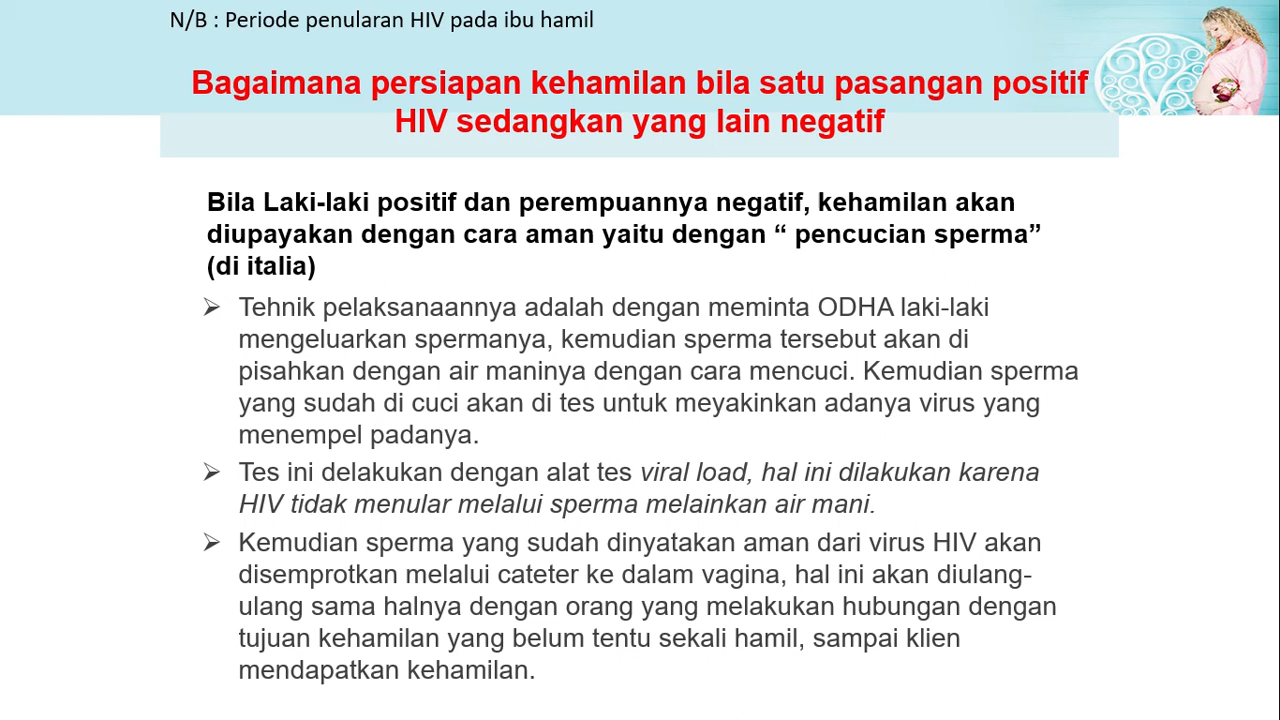 N/B : Periode penularan HIV pada ibu hamil
Bagaimana persiapan kehamilan bila satu pasangan positif
HIV sedangkan yang lain negatif
Bila Laki-laki positif dan perempuannya negatif, kehamilan akan
diupayakan dengan cara aman yaitu dengan “ pencucian sperma”
(di italia)
➢ Tehnik pelaksanaannya adalah dengan meminta ODHA laki-laki
mengeluarkan spermanya, kemudian sperma tersebut akan di
pisahkan dengan air maninya dengan cara mencuci. Kemudian sperma
yang sudah di cuci akan di tes untuk meyakinkan adanya virus yang
menempel padanya.
➢ Tes ini delakukan dengan alat tes viral load, hal ini dilakukan karena
HIV tidak menular melalui sperma melainkan air mani.
➢ Kemudian sperma yang sudah dinyatakan aman dari virus HIV akan
disemprotkan melalui cateter ke dalam vagina, hal ini akan diulang-
ulang sama halnya dengan orang yang melakukan hubungan dengan
tujuan kehamilan yang belum tentu sekali hamil, sampai klien
mendapatkan kehamilan.